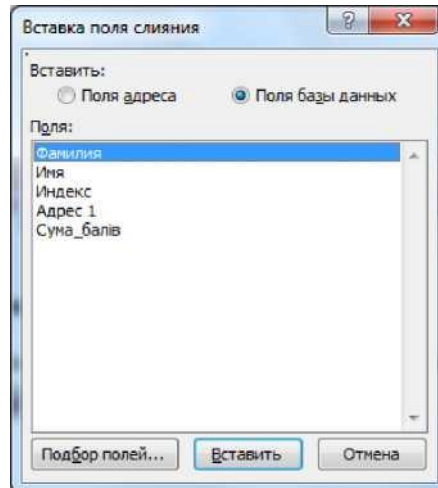 Вставка поля слияния
Вставить:
Поля адреса Поля базы данных
Поля:
Фамилия
Имя
Индекс
Адрес 1
Сума_балів
Подбор полей... Вставить Отмена